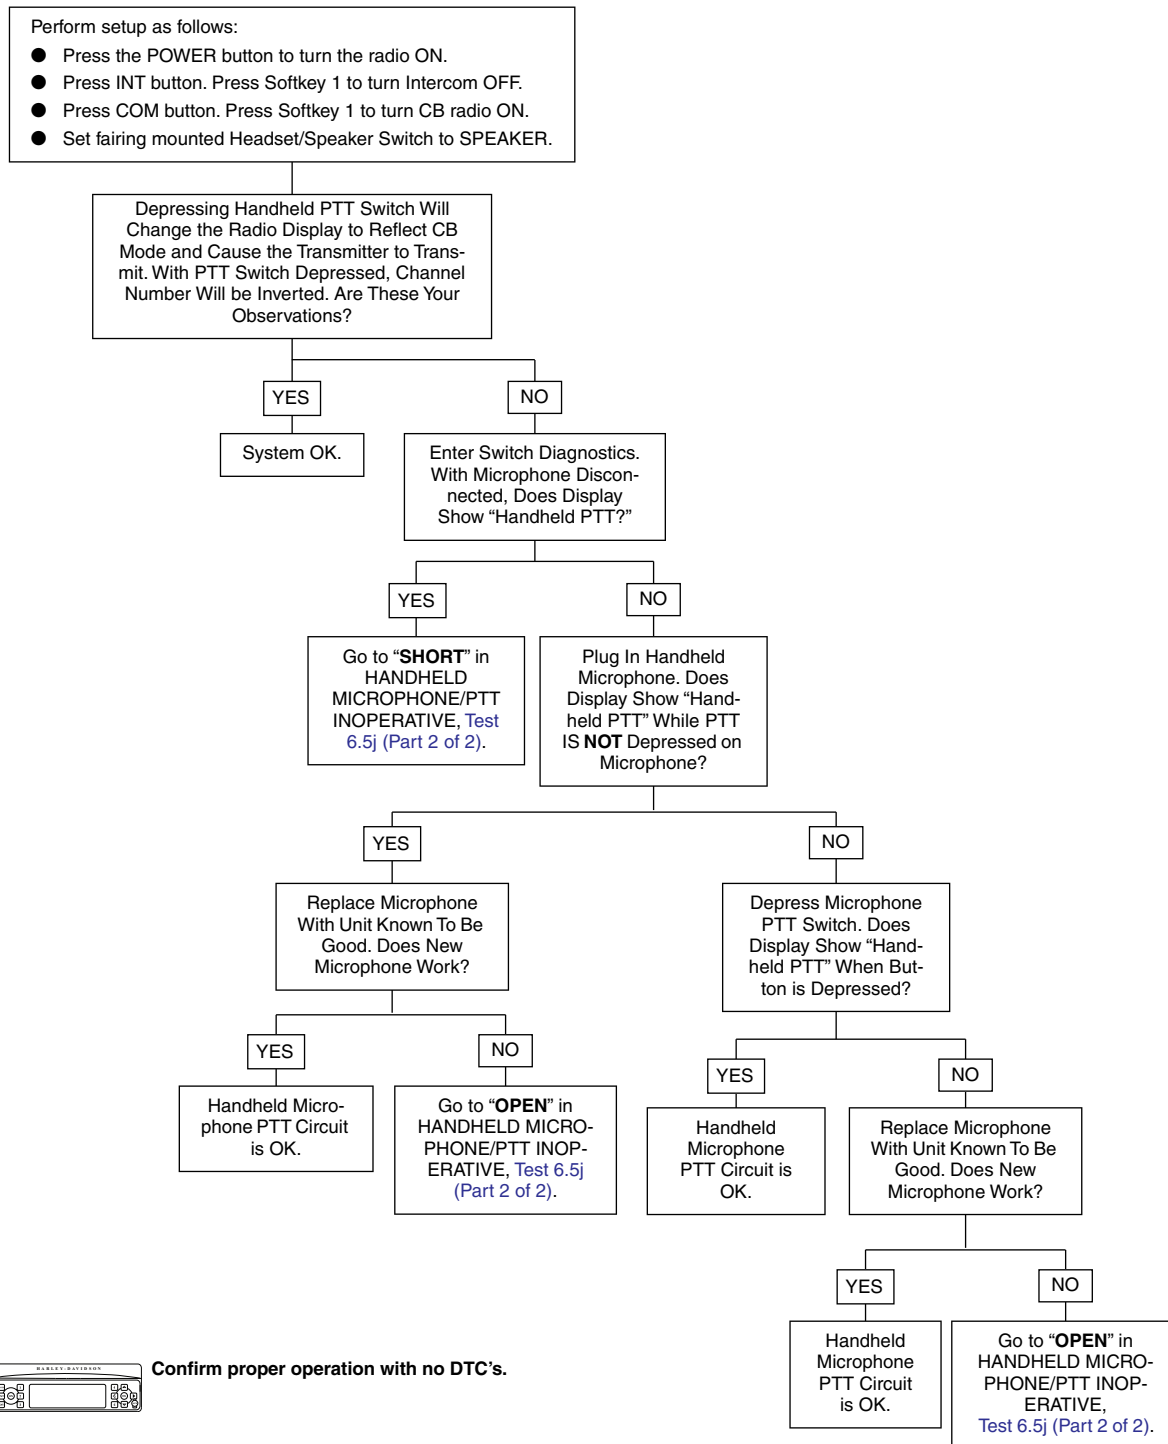 Perform setup as follows:
● Press the POWER button to turn the radio ON.
● Press INT button. Press Softkey 1 to turn Intercom OFF.
● Press COM button. Press Softkey 1 to turn CB radio ON.
● Set fairing mounted Headset/Speaker Switch to SPEAKER.
Depressing Handheld PTT Switch Will
Change the Radio Display to Reflect CB
Mode and Cause the Transmitter to Trans-
mit. With PTT Switch Depressed, Channel
Number Will be Inverted. Are These Your
Observations?
YES
NO
System OK.
Enter Switch Diagnostics.
With Microphone Discon-
nected, Does Display
Show “Handheld PTT?”
YES
NO
Go to “SHORT” in
HANDHELD
MICROPHONE/PTT
INOPERATIVE, Test
6.5j (Part 2 of 2).
Plug In Handheld
Microphone. Does
Display Show “Hand-
held PTT” While PTT
IS NOT Depressed on
Microphone?
YES
NO
Replace Microphone
With Unit Known To Be
Good. Does New
Microphone Work?
Depress Microphone
PTT Switch. Does
Display Show “Hand-
held PTT” When But-
ton is Depressed?
YES
NO
YES
NO
Handheld Micro-
phone PTT Circuit
is OK.
Go to “OPEN” in
HANDHELD MICRO-
PHONE/PTT INOP-
ERATIVE, Test 6.5j
(Part 2 of 2).
Handheld
Microphone
PTT Circuit is
OK.
Replace Microphone
With Unit Known To Be
Good. Does New
Microphone Work?
YES
NO
Handheld
Microphone
PTT Circuit
is OK.
Go to “OPEN” in
HANDHELD MICRO-
PHONE/PTT INOP-
ERATIVE,
Test 6.5j (Part 2 of 2).
HARLEY-DAVIDSON
Confirm proper operation with no DTC’s.